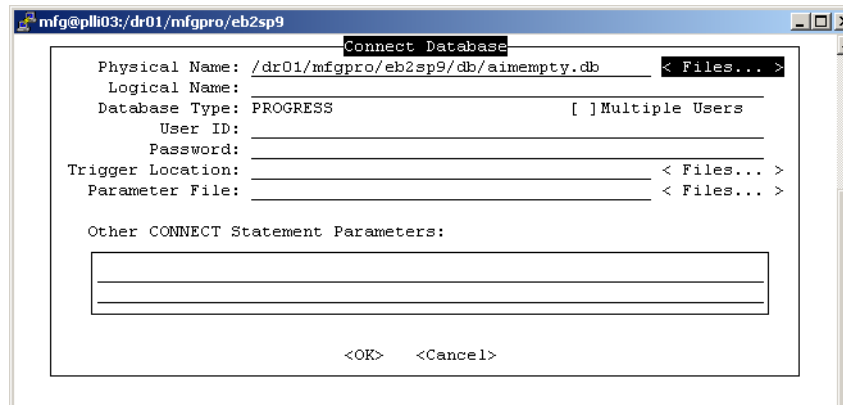 mfg@plli03:/dr01/mfgpro/eb2sp9
Connect Database
Physical Name: /dr01/mfgpro/eb2sp9/db/aimempty.db < Files... >
Logical Name:
Database Type: PROGRESS [ ]Multiple Users
User ID:
Password:
Trigger Location: < Files... >
Parameter File: < Files... >
Other CONNECT Statement Parameters:
<OK> <Cancel>